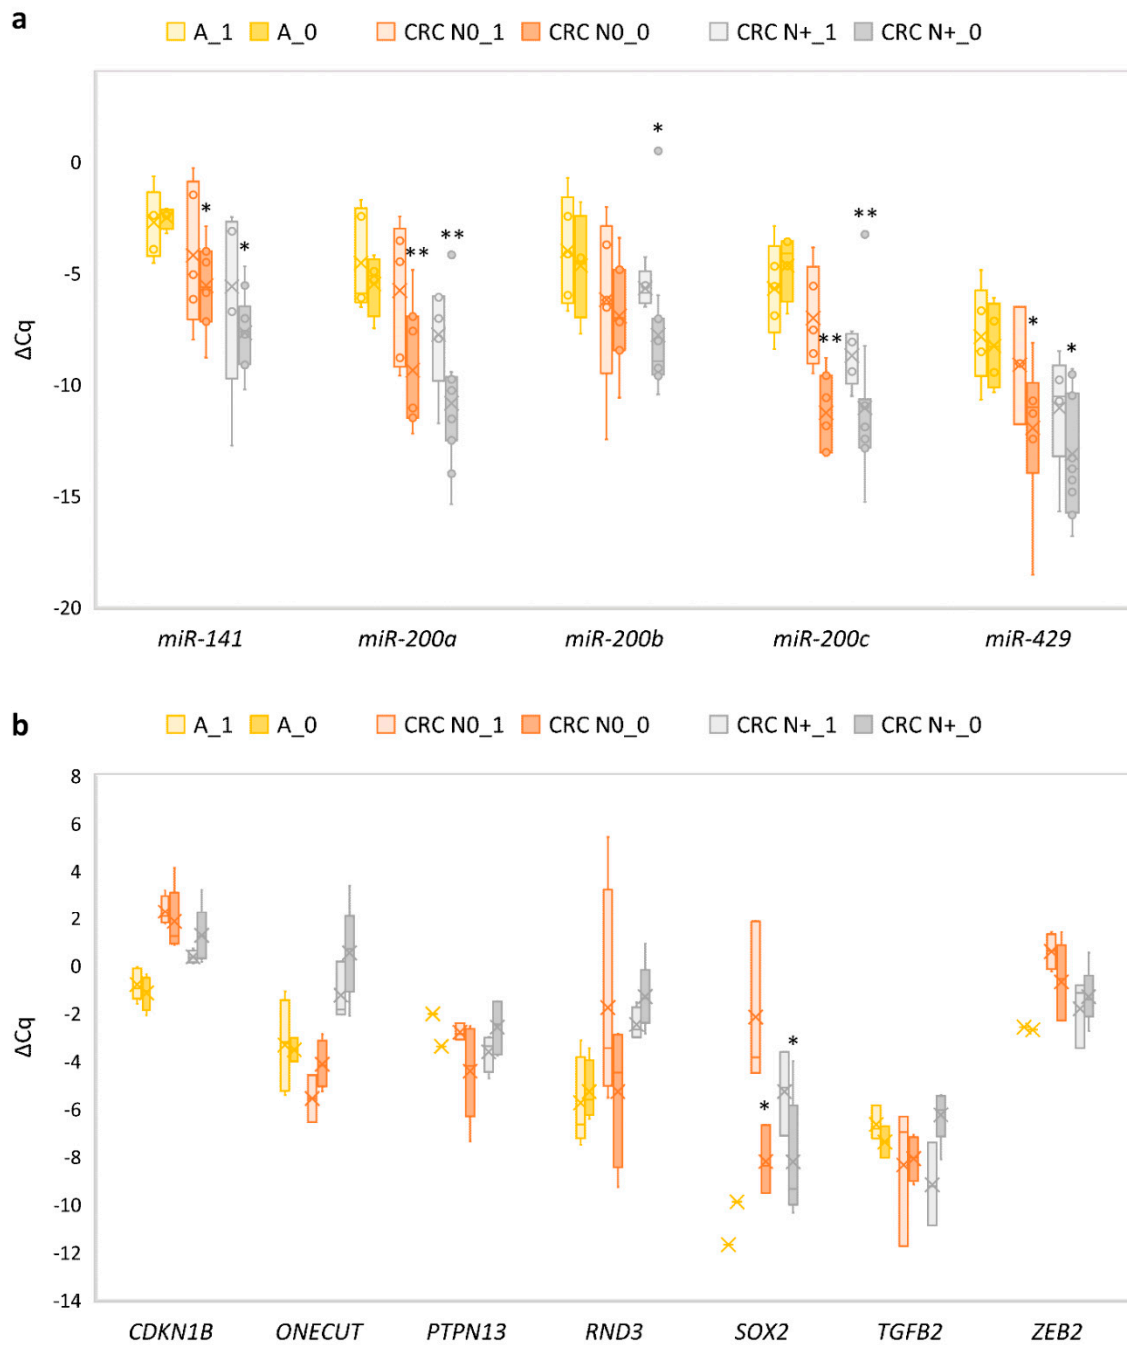 a
A_1 A_0 CRC N0_1 CRC N0_0 CRC N+_1 CRC N+_0
0
-5
-10
-15
-20
ΔCq
* * ** ** * ** ** * *
miR-141 miR-200a miR-200b miR-200c miR-429
b
A_1 A_0 CRC N0_1 CRC N0_0 CRC N+_1 CRC N+_0
8
6
4
2
0
-2
-4
-6
-8
-10
-12
-14
ΔCq
* *
CDKN1B ONECUT PTPN13 RND3 SOX2 TGFB2 ZEB2